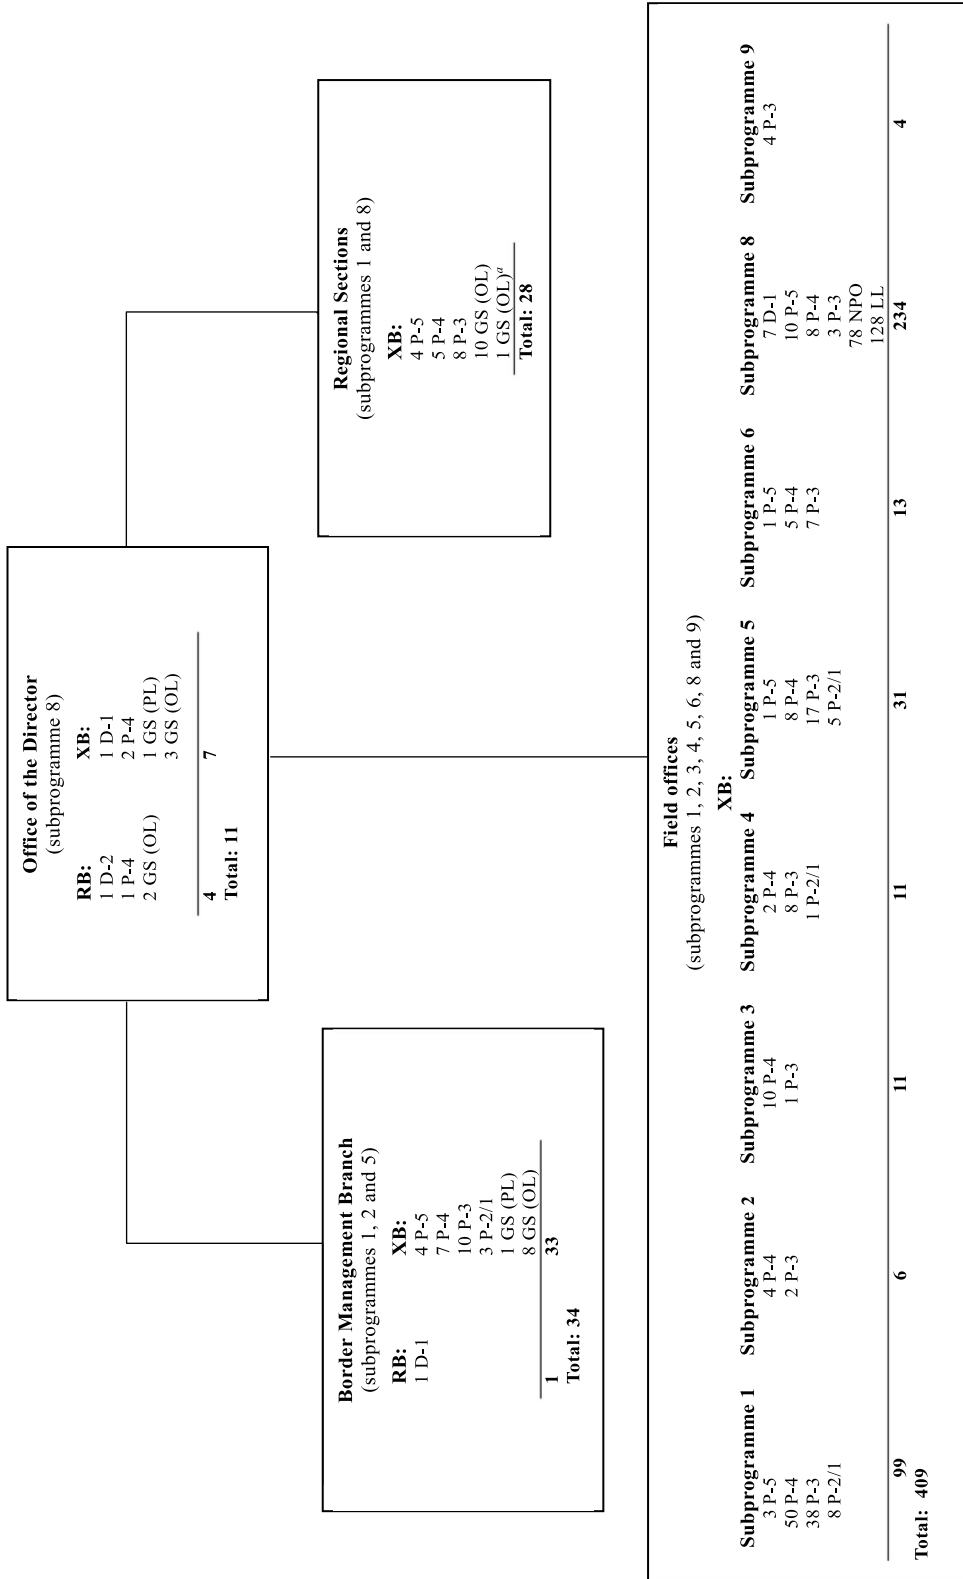 Office of the Director
(subprogramme 8)
RB: XB:
1 D-2 1 D-1
1 P-4 2 P-4
2 GS (OL) 1 GS (PL)
3 GS (OL)
4 7
Total: 11
Border Management Branch
(subprogrammes 1, 2 and 5)
RB: XB:
1 D-1 4 P-5
7 P-4
10 P-3
3 P-2/1
1 GS (PL)
8 GS (OL)
1 33
Total: 34
Regional Sections
(subprogrammes 1 and 8)
XB:
4 P-5
5 P-4
8 P-3
10 GS (OL)
1 GS (OL)a
Total: 28
Field offices
(subprogrammes 1, 2, 3, 4, 5, 6, 8 and 9)
XB:
Subprogramme 1 Subprogramme 2 Subprogramme 3 Subprogramme 4 Subprogramme 5 Subprogramme 6 Subprogramme 8 Subprogramme 9
3 P-5 4 P-4 10 P-4 2 P-4 1 P-5 1 P-5 7 D-1 4 P-3
50 P-4 2 P-3 1 P-3 8 P-3 8 P-4 5 P-4 10 P-5
38 P-3 1 P-2/1 17 P-3 7 P-3 8 P-4
8 P-2/1 5 P-2/1 3 P-3
78 NPO
128 LL
99 6 11 11 31 13 234 4
Total: 409